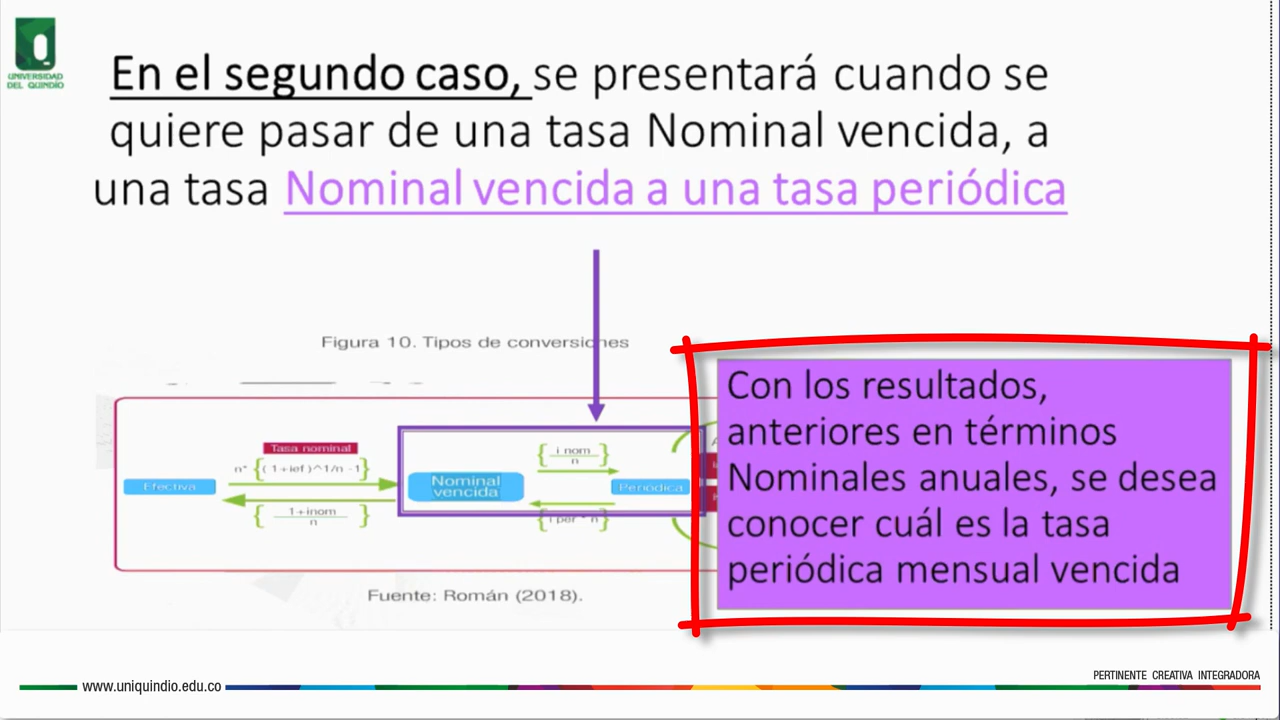 UNIVERSIDAD
DEL QUINDÍO
En el segundo caso, se presentará cuando se
quiere pasar de una tasa Nominal vencida, a
una tasa Nominal vencida a una tasa periódica
Figura 10. Tipos de conversiones
Tasa nominal
n* {(1+ief)^1/n -1}
Efectiva
1+inom
n
Nominal
vencida
i nom
n
Periódica
i per * n
Con los resultados,
anteriores en términos
Nominales anuales, se desea
conocer cuál es la tasa
periódica mensual vencida
Fuente: Román (2018).
www.uniquindio.edu.co
PERTINENTE CREATIVA INTEGRADORA